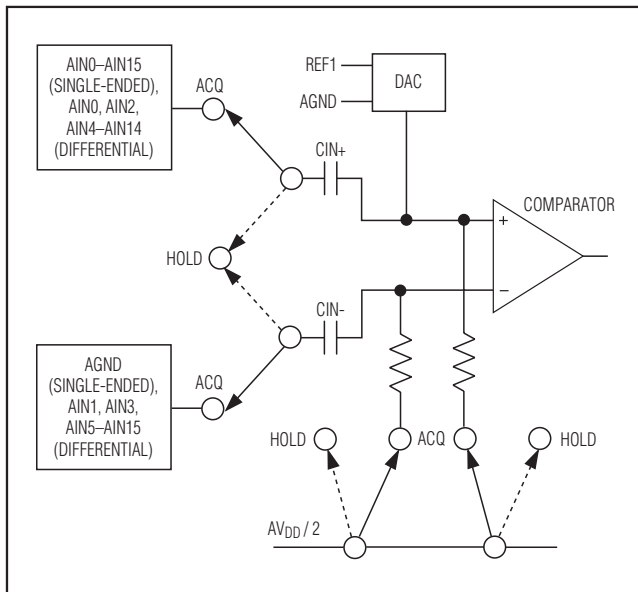 AIN0–AIN15
(SINGLE-ENDED),
AIN0, AIN2,
AIN4–AIN14
(DIFFERENTIAL)
ACQ
REF1
AGND
DAC
CIN+
COMPARATOR
+
−
HOLD
CIN-
AGND
(SINGLE-ENDED),
AIN1, AIN3,
AIN5–AIN15
(DIFFERENTIAL)
ACQ
HOLD
ACQ
HOLD
AVDD / 2